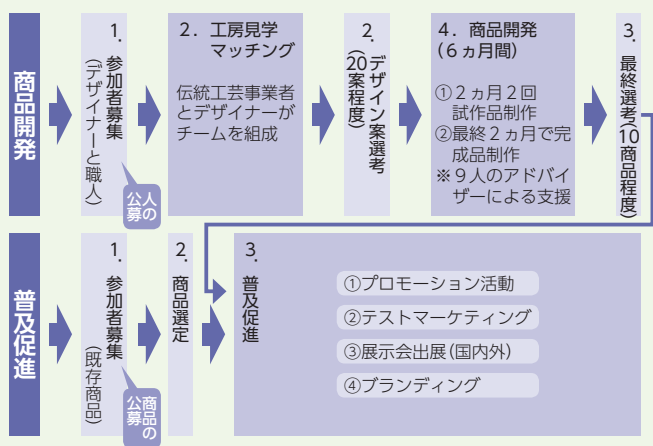 商品開発
1.
参加者募集
(デザイナーと職人)
人の
公募
2．工房見学
マッチング
伝統工芸事業者
とデザイナーが
チームを組成
2.
デザイン案選考
(20案程度)
4．商品開発
(6ヵ月間)
①2ヵ月2回
試作品制作
②最終2ヵ月で完
成品制作
※9人のアドバイ
ザーによる支援
3.
最終選考(10商品程度)
普及促進
1.
参加者募集
(既存商品)
商品の
公募
2.
商品選定
3.
普及促進
①プロモーション活動
②テストマーケティング
③展示会出展(国内外)
④ブランディング